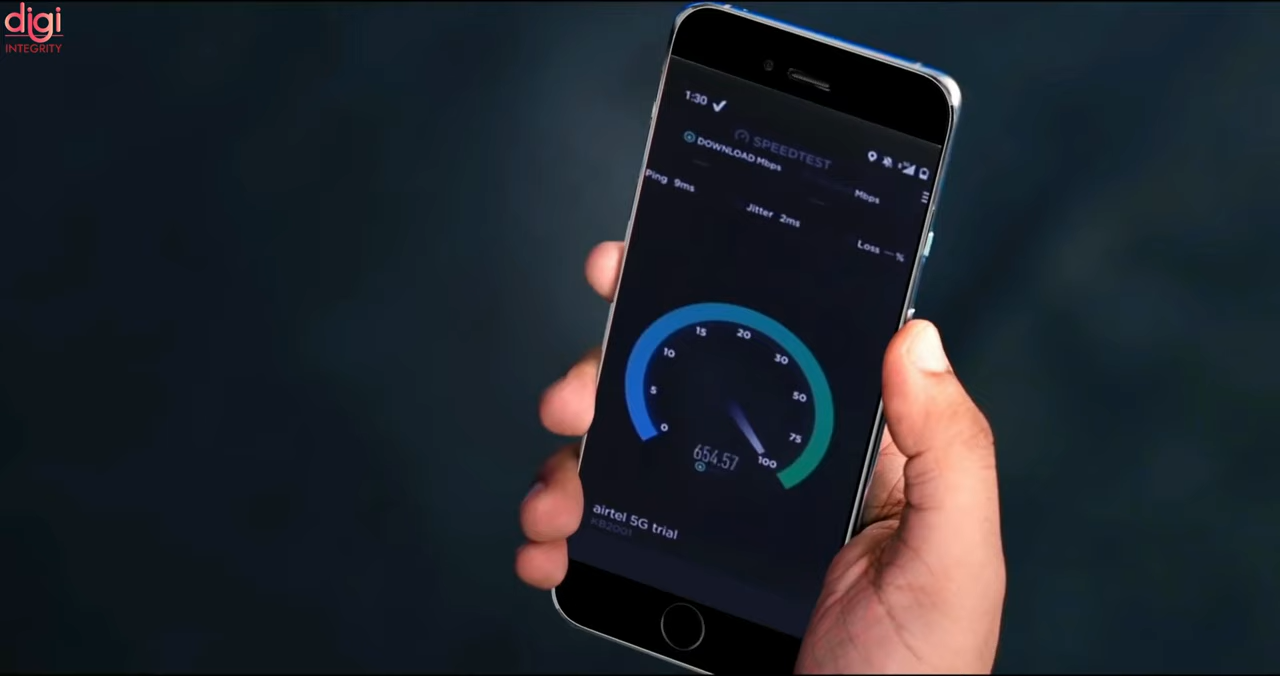 digi
INTEGRITY
1:30
SPEEDTEST
DOWNLOAD Mbps
Mbps
Ping 9ms
Jitter 2ms
Loss — %
0
5
10
15
20
30
50
75
100
654.57
airtel 5G trial
KB2001